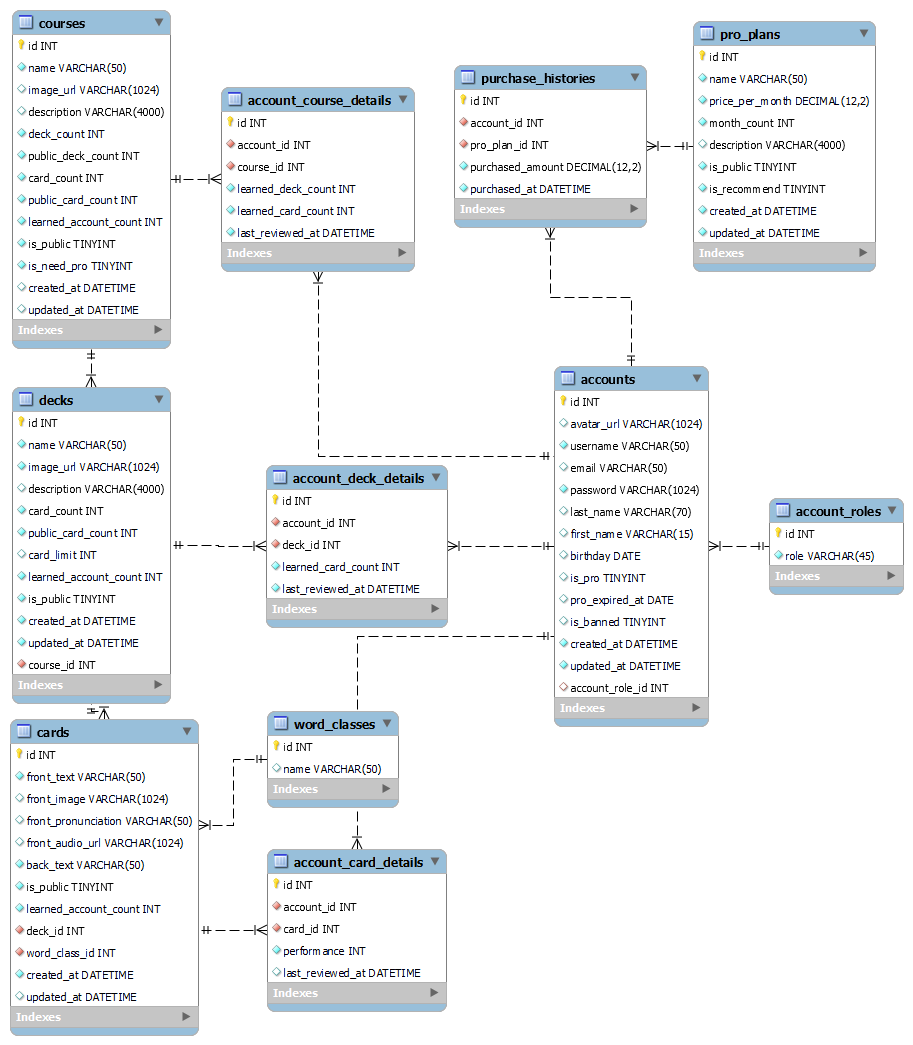 courses
id INT
name VARCHAR(50)
image_url VARCHAR(1024)
description VARCHAR(4000)
deck_count INT
public_deck_count INT
card_count INT
public_card_count INT
learned_account_count INT
is_public TINYINT
is_need_pro TINYINT
created_at DATETIME
updated_at DATETIME
Indexes
account_course_details
id INT
account_id INT
course_id INT
learned_deck_count INT
learned_card_count INT
last_reviewed_at DATETIME
Indexes
purchase_histories
id INT
account_id INT
pro_plan_id INT
purchased_amount DECIMAL(12,2)
purchased_at DATETIME
Indexes
pro_plans
id INT
name VARCHAR(50)
price_per_month DECIMAL(12,2)
month_count INT
description VARCHAR(4000)
is_public TINYINT
is_recommend TINYINT
created_at DATETIME
updated_at DATETIME
Indexes
decks
id INT
name VARCHAR(50)
image_url VARCHAR(1024)
description VARCHAR(4000)
card_count INT
public_card_count INT
card_limit INT
learned_account_count INT
is_public TINYINT
created_at DATETIME
updated_at DATETIME
course_id INT
Indexes
account_deck_details
id INT
account_id INT
deck_id INT
learned_card_count INT
last_reviewed_at DATETIME
Indexes
accounts
id INT
avatar_url VARCHAR(1024)
username VARCHAR(50)
email VARCHAR(50)
password VARCHAR(1024)
last_name VARCHAR(70)
first_name VARCHAR(15)
birthday DATE
is_pro TINYINT
pro_expired_at DATE
is_banned TINYINT
created_at DATETIME
updated_at DATETIME
account_role_id INT
Indexes
account_roles
id INT
role VARCHAR(45)
Indexes
cards
id INT
front_text VARCHAR(50)
front_image VARCHAR(1024)
front_pronunciation VARCHAR(50)
front_audio_url VARCHAR(1024)
back_text VARCHAR(50)
is_public TINYINT
learned_account_count INT
deck_id INT
word_class_id INT
created_at DATETIME
updated_at DATETIME
Indexes
word_classes
id INT
name VARCHAR(50)
Indexes
account_card_details
id INT
account_id INT
card_id INT
performance INT
last_reviewed_at DATETIME
Indexes